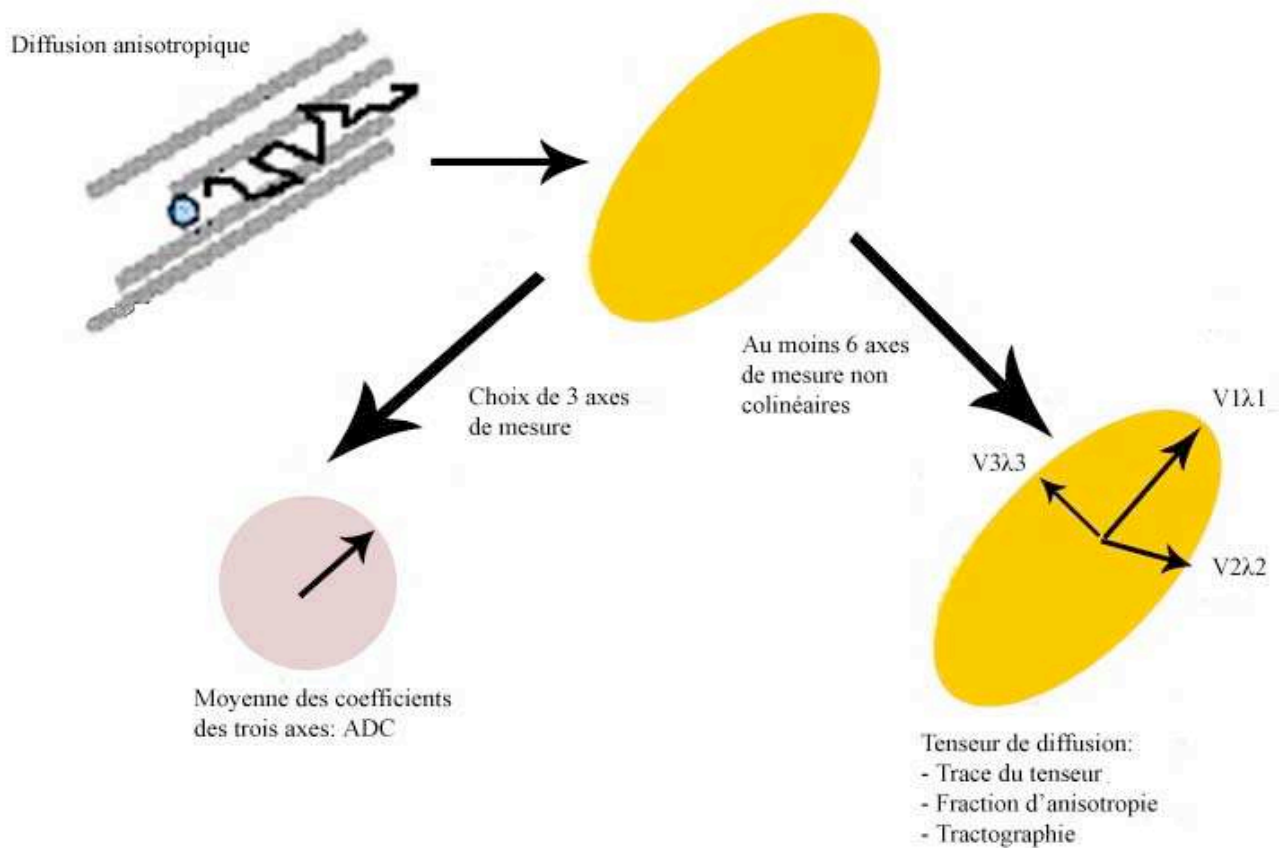 Diffusion anisotropique
Au moins 6 axes
de mesure non
colinéaires
Choix de 3 axes
de mesure
V1λ1
V3λ3
V2λ2
Moyenne des coefficients
des trois axes: ADC
Tenseur de diffusion:
- Trace du tenseur
- Fraction d'anisotropie
- Tractographie